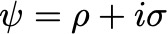 ψ = ρ + iσ